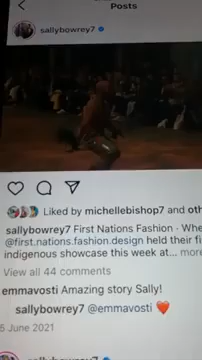 Posts
sallybowrey7
Liked by michellebishop7 and oth
sallybowrey7 First Nations Fashion - Whe
@first.nations.fashion.design held their fi
indigenous showcase this week at... more
View all 44 comments
emmavosti Amazing story Sally!
sallybowrey7 @emmavosti ❤️
5 June 2021
sallybowrey7